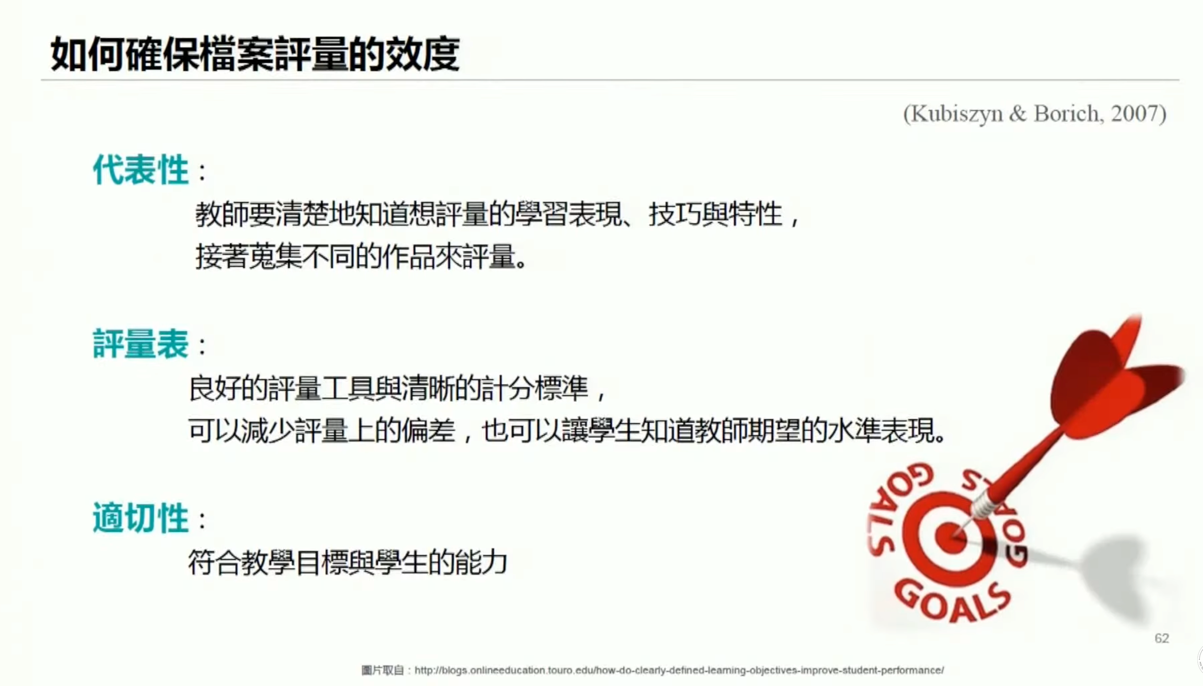 如何確保檔案評量的效度
(Kubiszyn & Borich, 2007)
代表性：
教師要清楚地知道想評量的學習表現、技巧與特性，
接著蒐集不同的作品來評量。
評量表：
良好的評量工具與清晰的計分標準，
可以減少評量上的偏差，也可以讓學生知道教師期望的水準表現。
適切性：
符合教學目標與學生的能力
GOALS
GOALS
GOALS
62
圖片取自：http://blogs.onlineeducation.touro.edu/how-do-clearly-defined-learning-objectives-improve-student-performance/